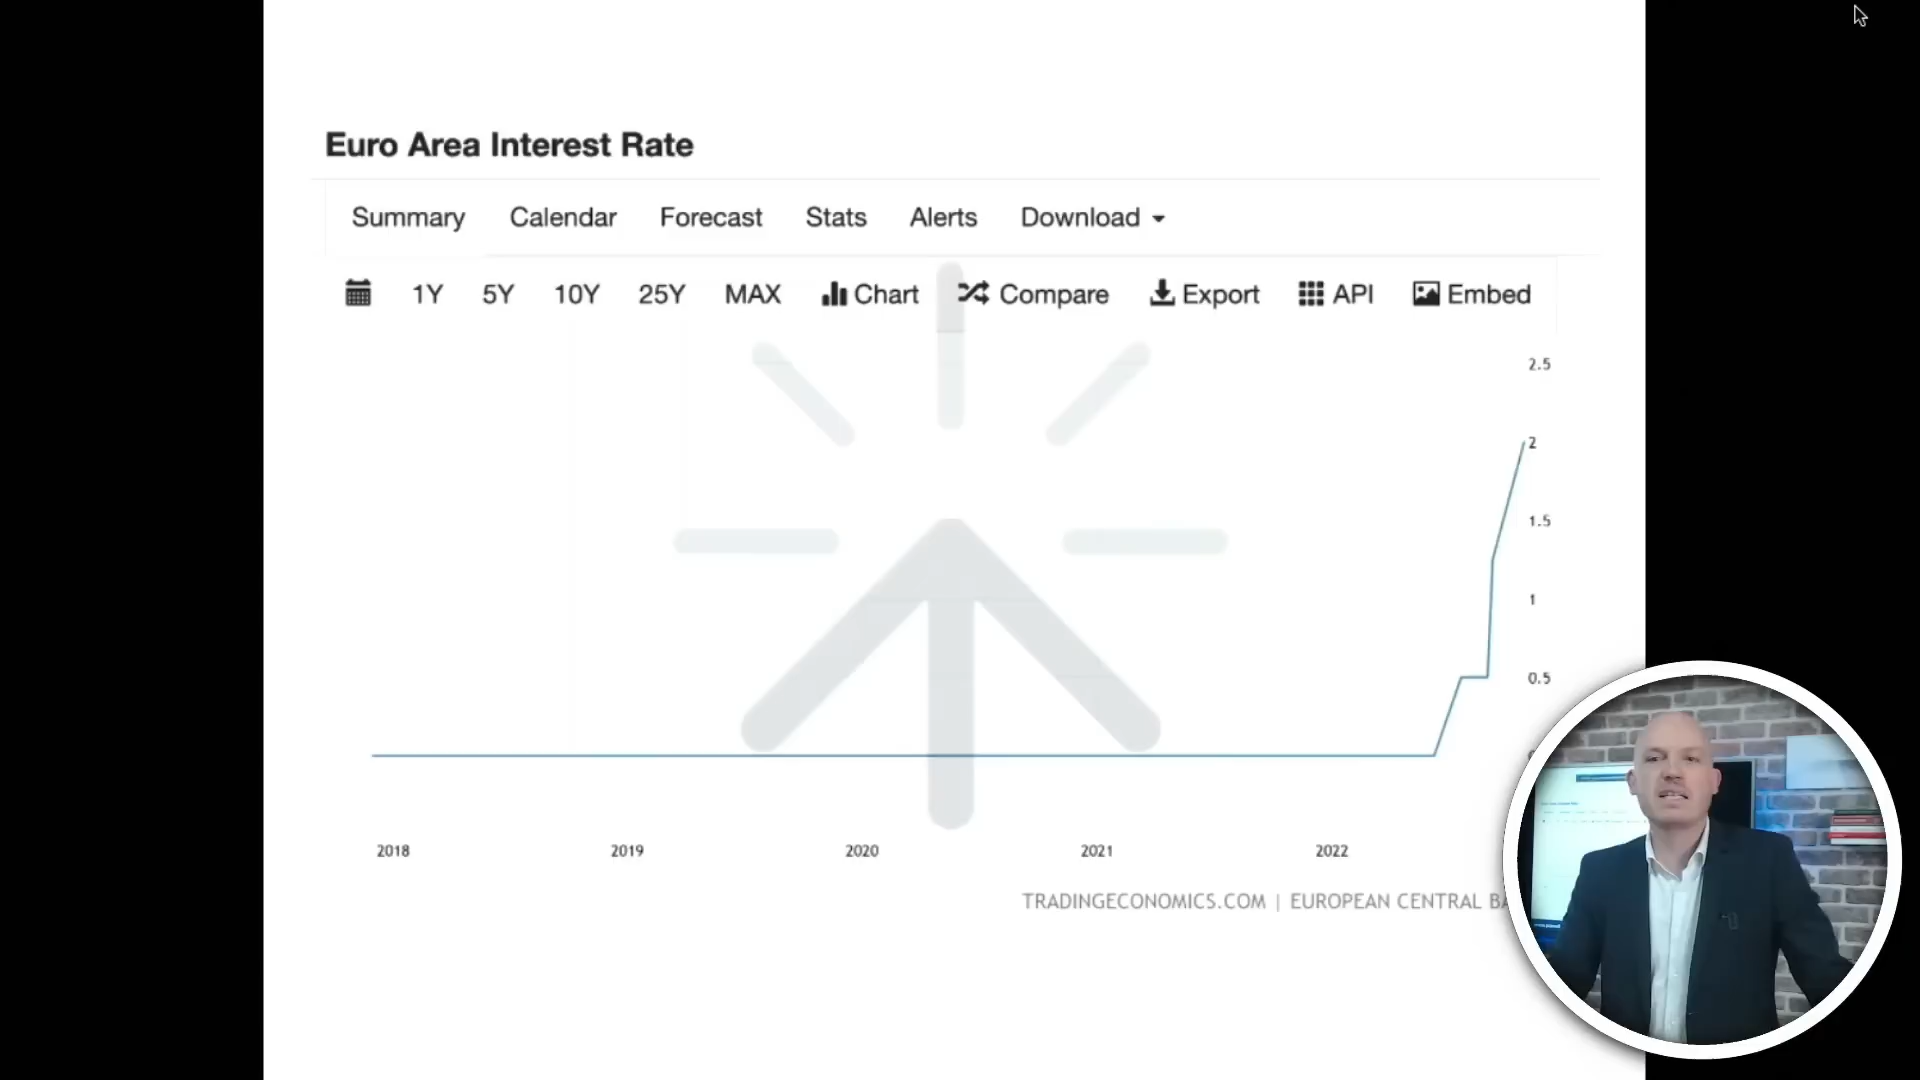 Euro Area Interest Rate
Summary Calendar Forecast Stats Alerts Download
1Y 5Y 10Y 25Y MAX Chart Compare Export API Embed
2.5
2
1.5
1
0.5
2018 2019 2020 2021 2022
TRADINGECONOMICS.COM | EUROPEAN CENTRAL